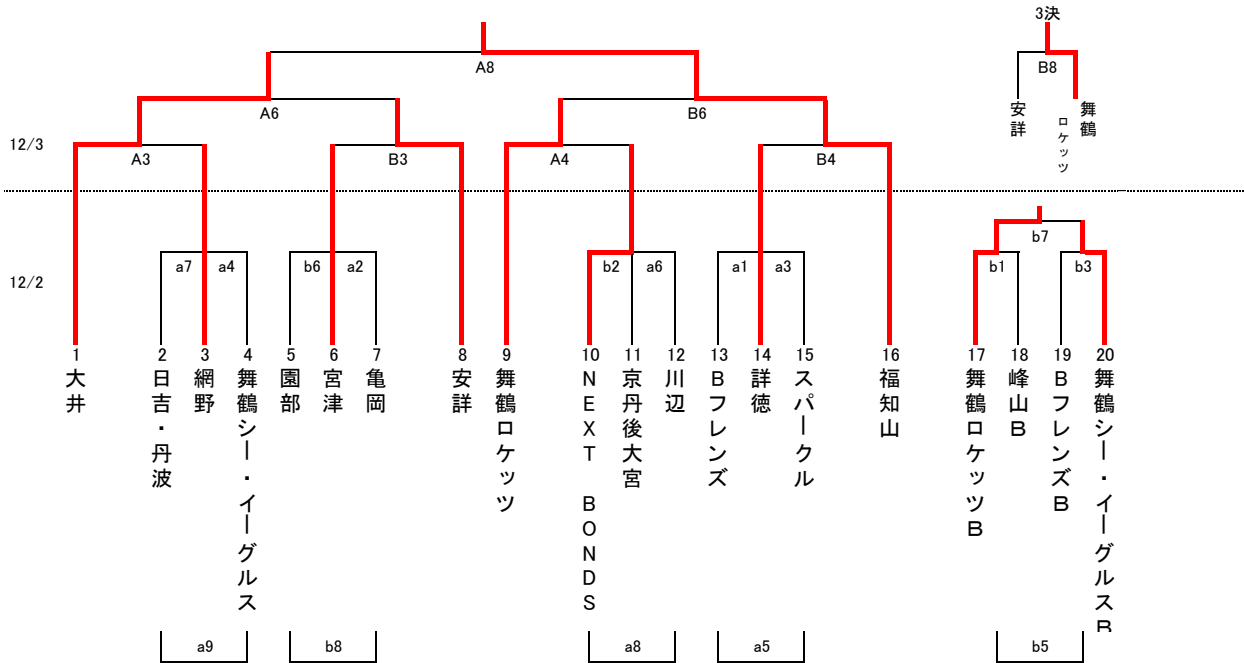 3決
A8
B8
安詳
舞鶴ロケッツ
A6
B6
12/3
A3
B3
A4
B4
b7
a7
a4
b6
a2
b2
a6
a1
a3
b1
b3
12/2
1
大井
2
日吉・丹波
3
網野
4
舞鶴シー・イーグルス
5
園部
6
宮津
7
亀岡
8
安詳
9
舞鶴ロケッツ
10
NEXT BONDS
11
京丹後大宮
12
川辺
13
Bフレンズ
14
詳徳
15
スパークル
16
福知山
17
舞鶴ロケッツB
18
峰山B
19
BフレンズB
20
舞鶴シー・イーグルスB
a9
b8
a8
a5
b5